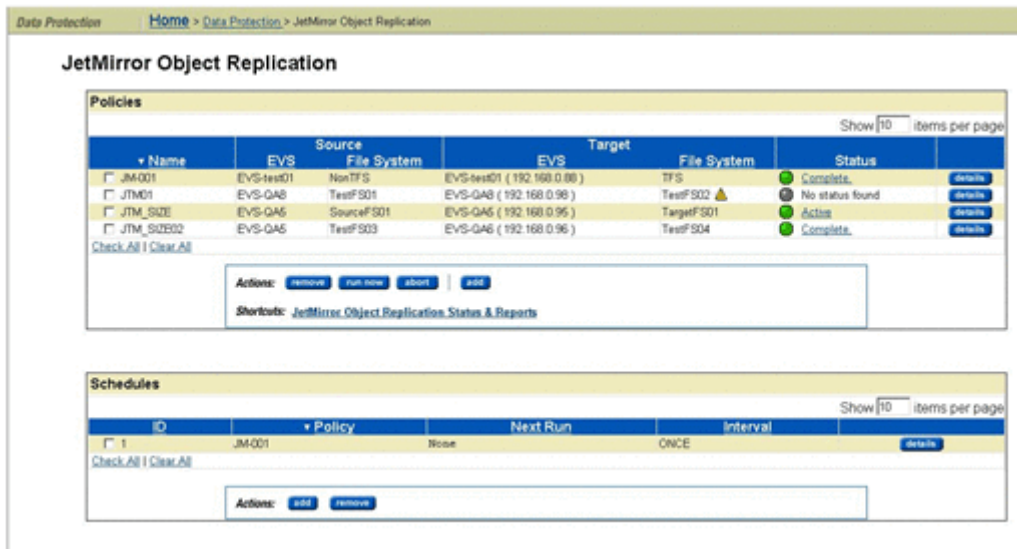 Data Protection Home > Data Protection > JetMirror Object Replication
JetMirror Object Replication
Policies
Show 10 items per page
Source Target
Name EVS File System EVS File System Status
JM-001 EVS-test01 NonTFS EVS-test01 ( 192.168.0.88 ) TFS Complete. details
JTM01 EVS-QA8 TestFS01 EVS-QA8 ( 192.168.0.98 ) TestFS02 No status found details
JTM_SIZE EVS-QA5 SourceFS01 EVS-QA5 ( 192.168.0.95 ) TargetFS01 Active details
JTM_SIZE02 EVS-QA5 TestFS03 EVS-QA6 ( 192.168.0.96 ) TestFS04 Complete. details
Check All | Clear All
Actions: remove run now abort add
Shortcuts: JetMirror Object Replication Status & Reports
Schedules
Show 10 items per page
ID Policy Next Run Interval
1 JM-001 None ONCE details
Check All | Clear All
Actions: add remove